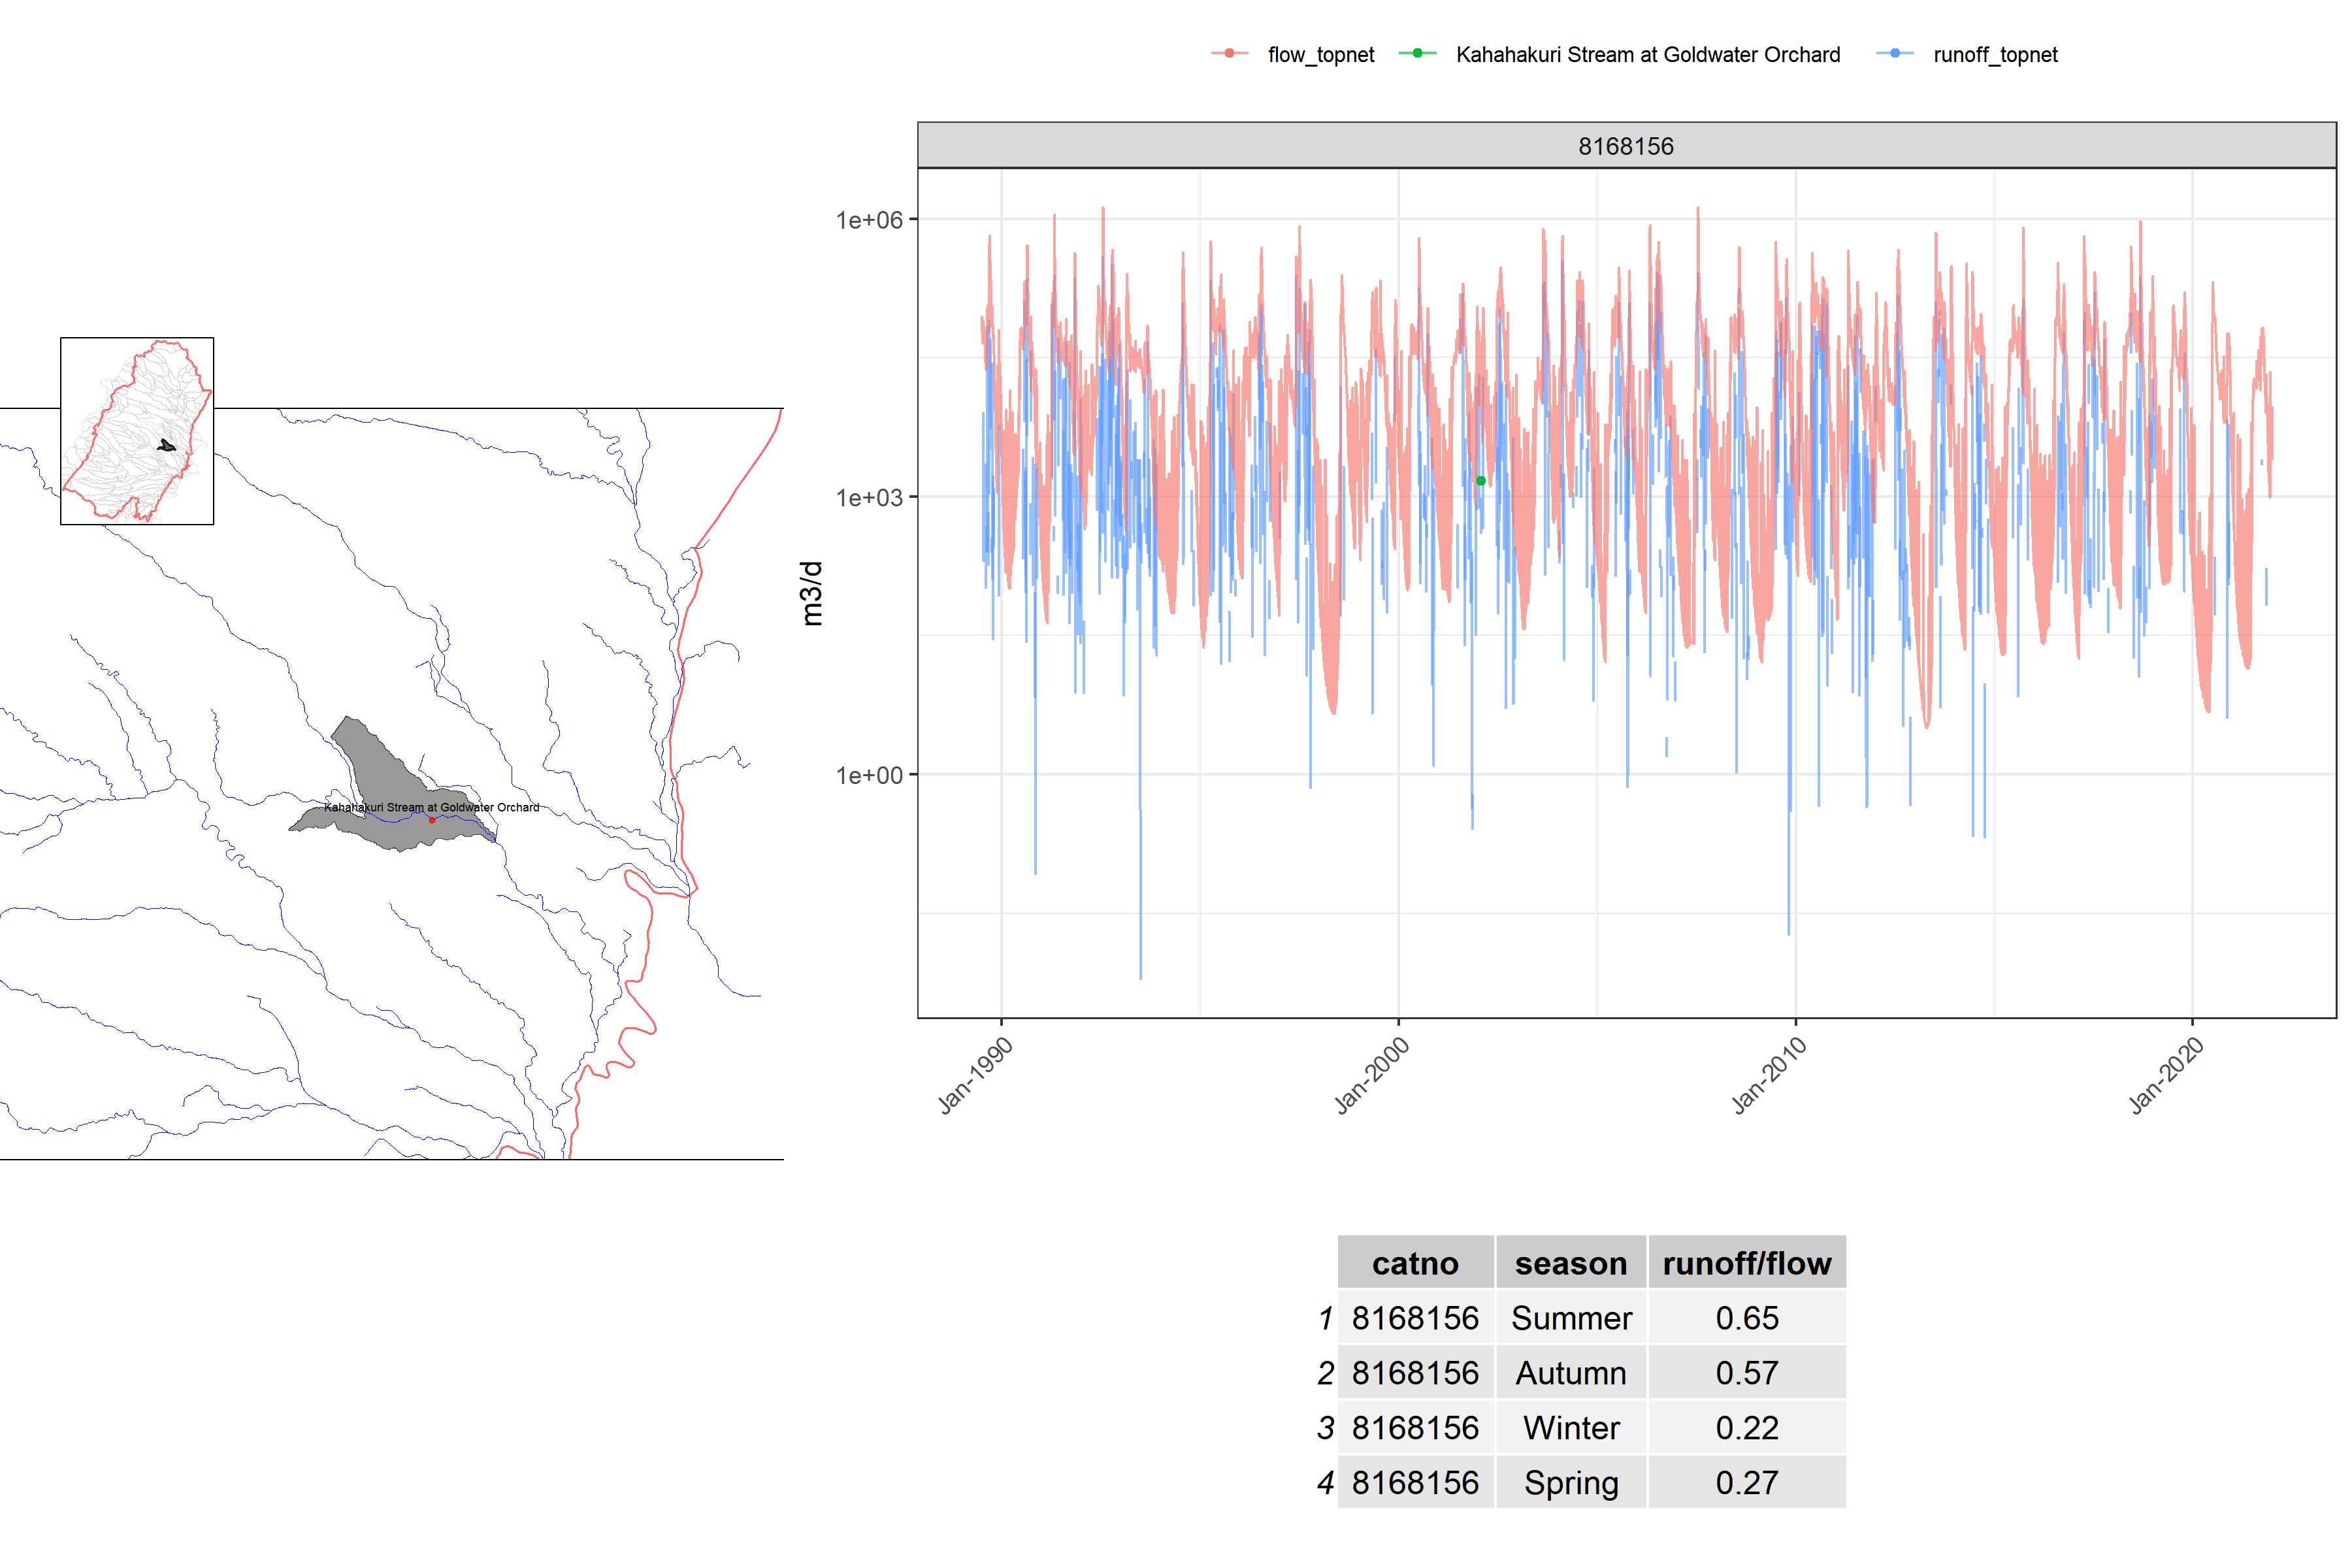 flow_topnet Kahahakuri Stream at Goldwater Orchard runoff_topnet
8168156
1e+06
1e+03
1e+00
m3/d
Jan-1990 Jan-2000 Jan-2010 Jan-2020
Kahahakuri Stream at Goldwater Orchard
catno season runoff/flow
1 8168156 Summer 0.65
2 8168156 Autumn 0.57
3 8168156 Winter 0.22
4 8168156 Spring 0.27